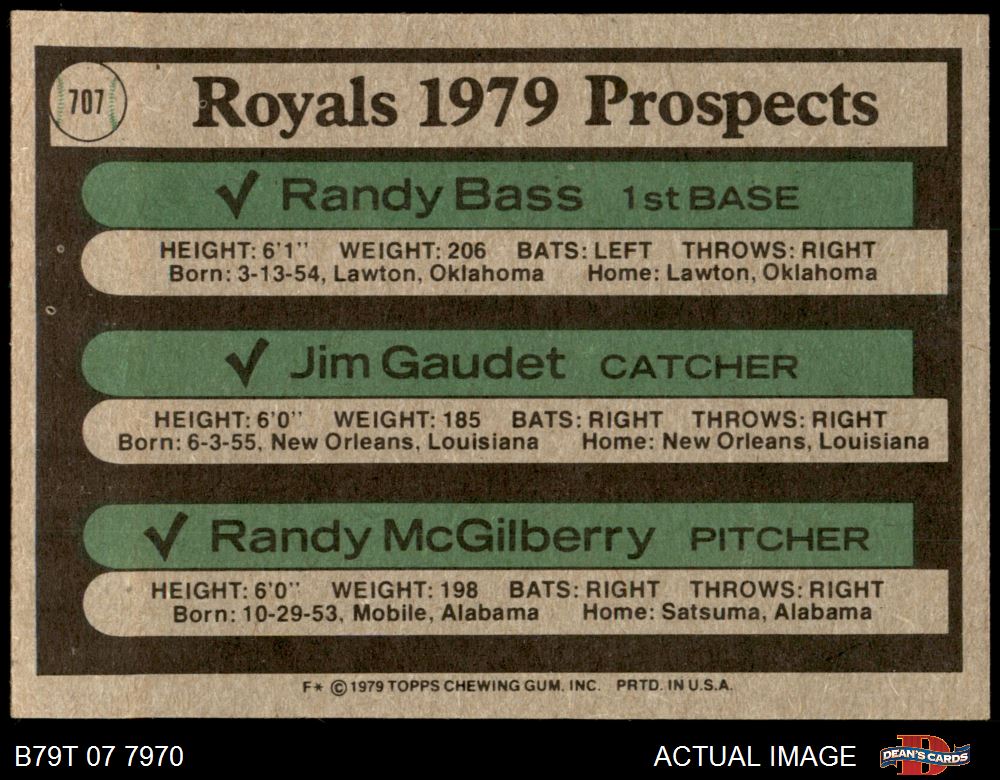 707 Royals 1979 Prospects
✓ Randy Bass 1st BASE
HEIGHT: 6'1" WEIGHT: 206 BATS: LEFT THROWS: RIGHT
Born: 3-13-54, Lawton, Oklahoma Home: Lawton, Oklahoma
✓ Jim Gaudet CATCHER
HEIGHT: 6'0" WEIGHT: 185 BATS: RIGHT THROWS: RIGHT
Born: 6-3-55, New Orleans, Louisiana Home: New Orleans, Louisiana
✓ Randy McGilberry PITCHER
HEIGHT: 6'0" WEIGHT: 198 BATS: RIGHT THROWS: RIGHT
Born: 10-29-53, Mobile, Alabama Home: Satsuma, Alabama
F* © 1979 TOPPS CHEWING GUM, INC. PRTD. IN U.S.A.
B79T 07 7970 ACTUAL IMAGE D DEAN'S CARDS